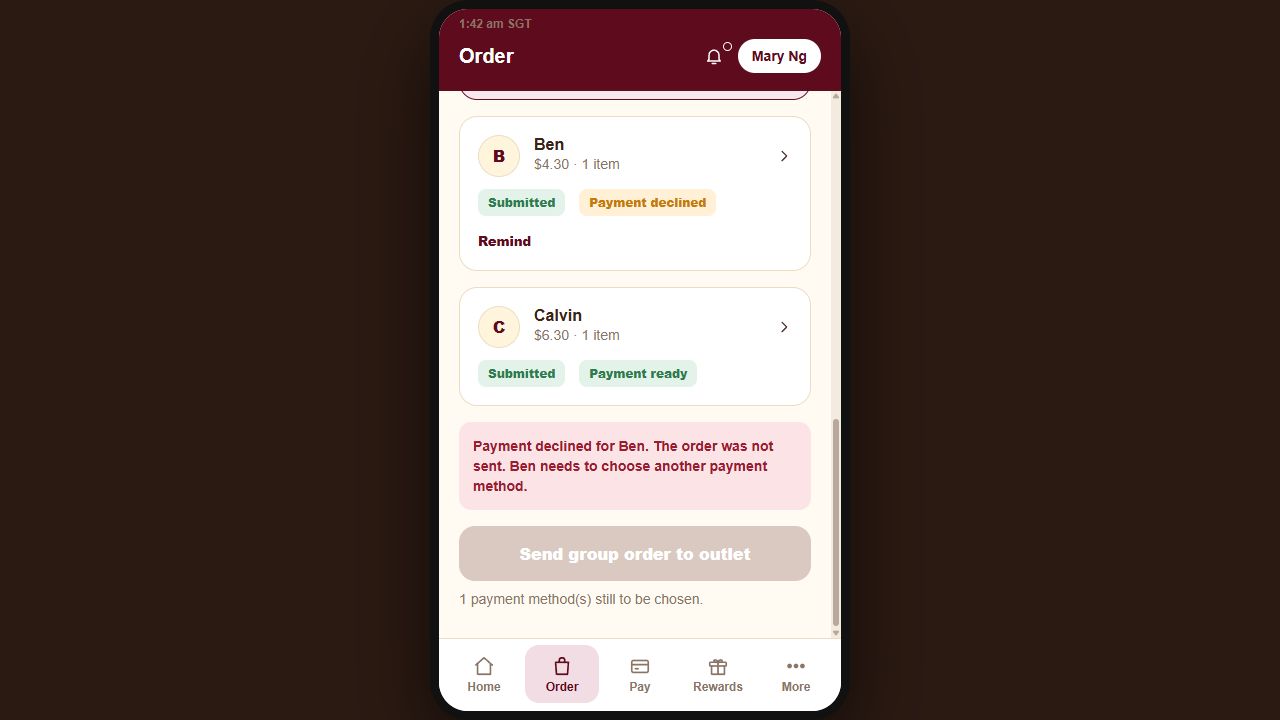 1:42 am SGT
Order
Mary Ng
B
Ben
$4.30 · 1 item
Submitted
Payment declined
Remind
C
Calvin
$6.30 · 1 item
Submitted
Payment ready
Payment declined for Ben. The order was not
sent. Ben needs to choose another payment
method.
Send group order to outlet
1 payment method(s) still to be chosen.
Home
Order
Pay
Rewards
More